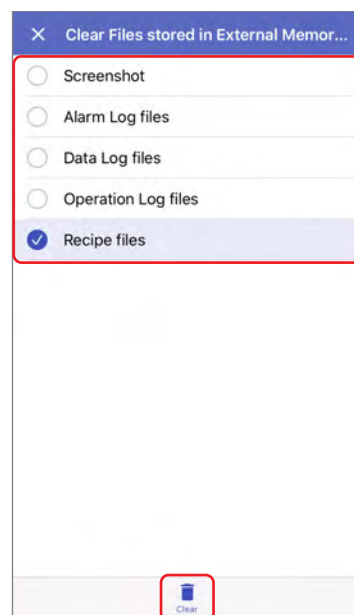 Clear Files stored in External Memor...
Screenshot
Alarm Log files
Data Log files
Operation Log files
Recipe files
Clear